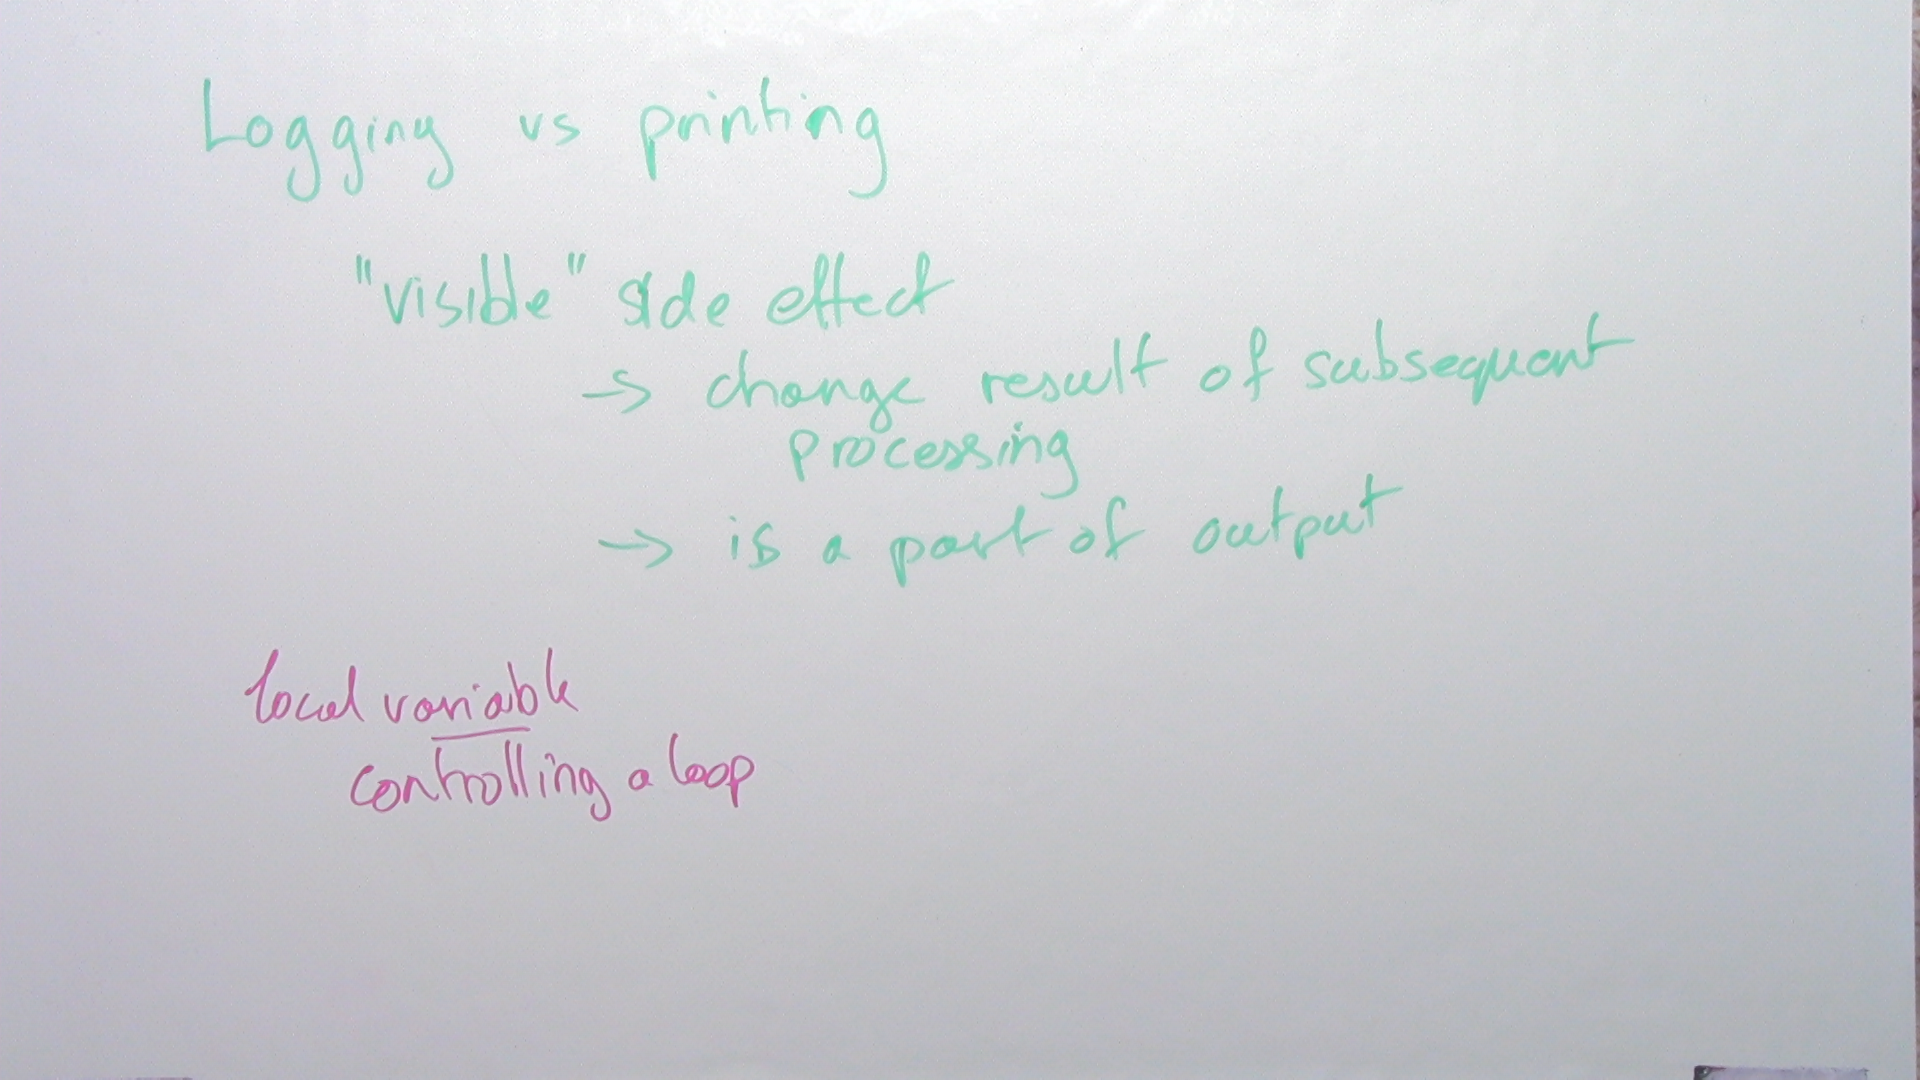 Logging vs printing
"visible" side effect
→ change result of subsequent
processing
→ is a part of output
local variable
controlling a loop